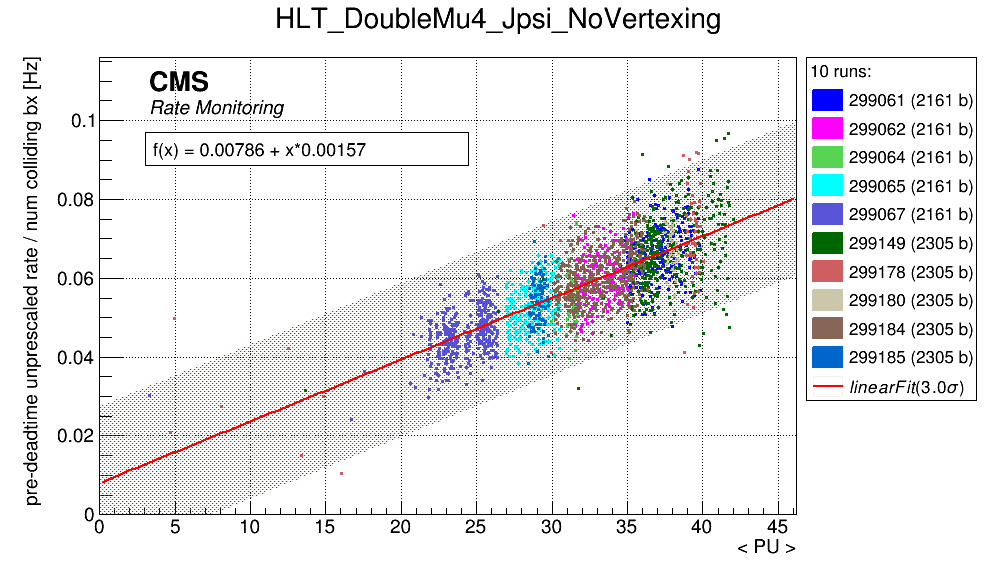 HLT_DoubleMu4_Jpsi_NoVertexing
pre-deadtime unprescaled rate / num colliding bx [Hz]
CMS
Rate Monitoring
f(x) = 0.00786 + x*0.00157
0.1
0.08
0.06
0.04
0.02
0
0 5 10 15 20 25 30 35 40 45
< PU >
10 runs:
299061 (2161 b)
299062 (2161 b)
299064 (2161 b)
299065 (2161 b)
299067 (2161 b)
299149 (2305 b)
299178 (2305 b)
299180 (2305 b)
299184 (2305 b)
299185 (2305 b)
linearFit(3.0σ)